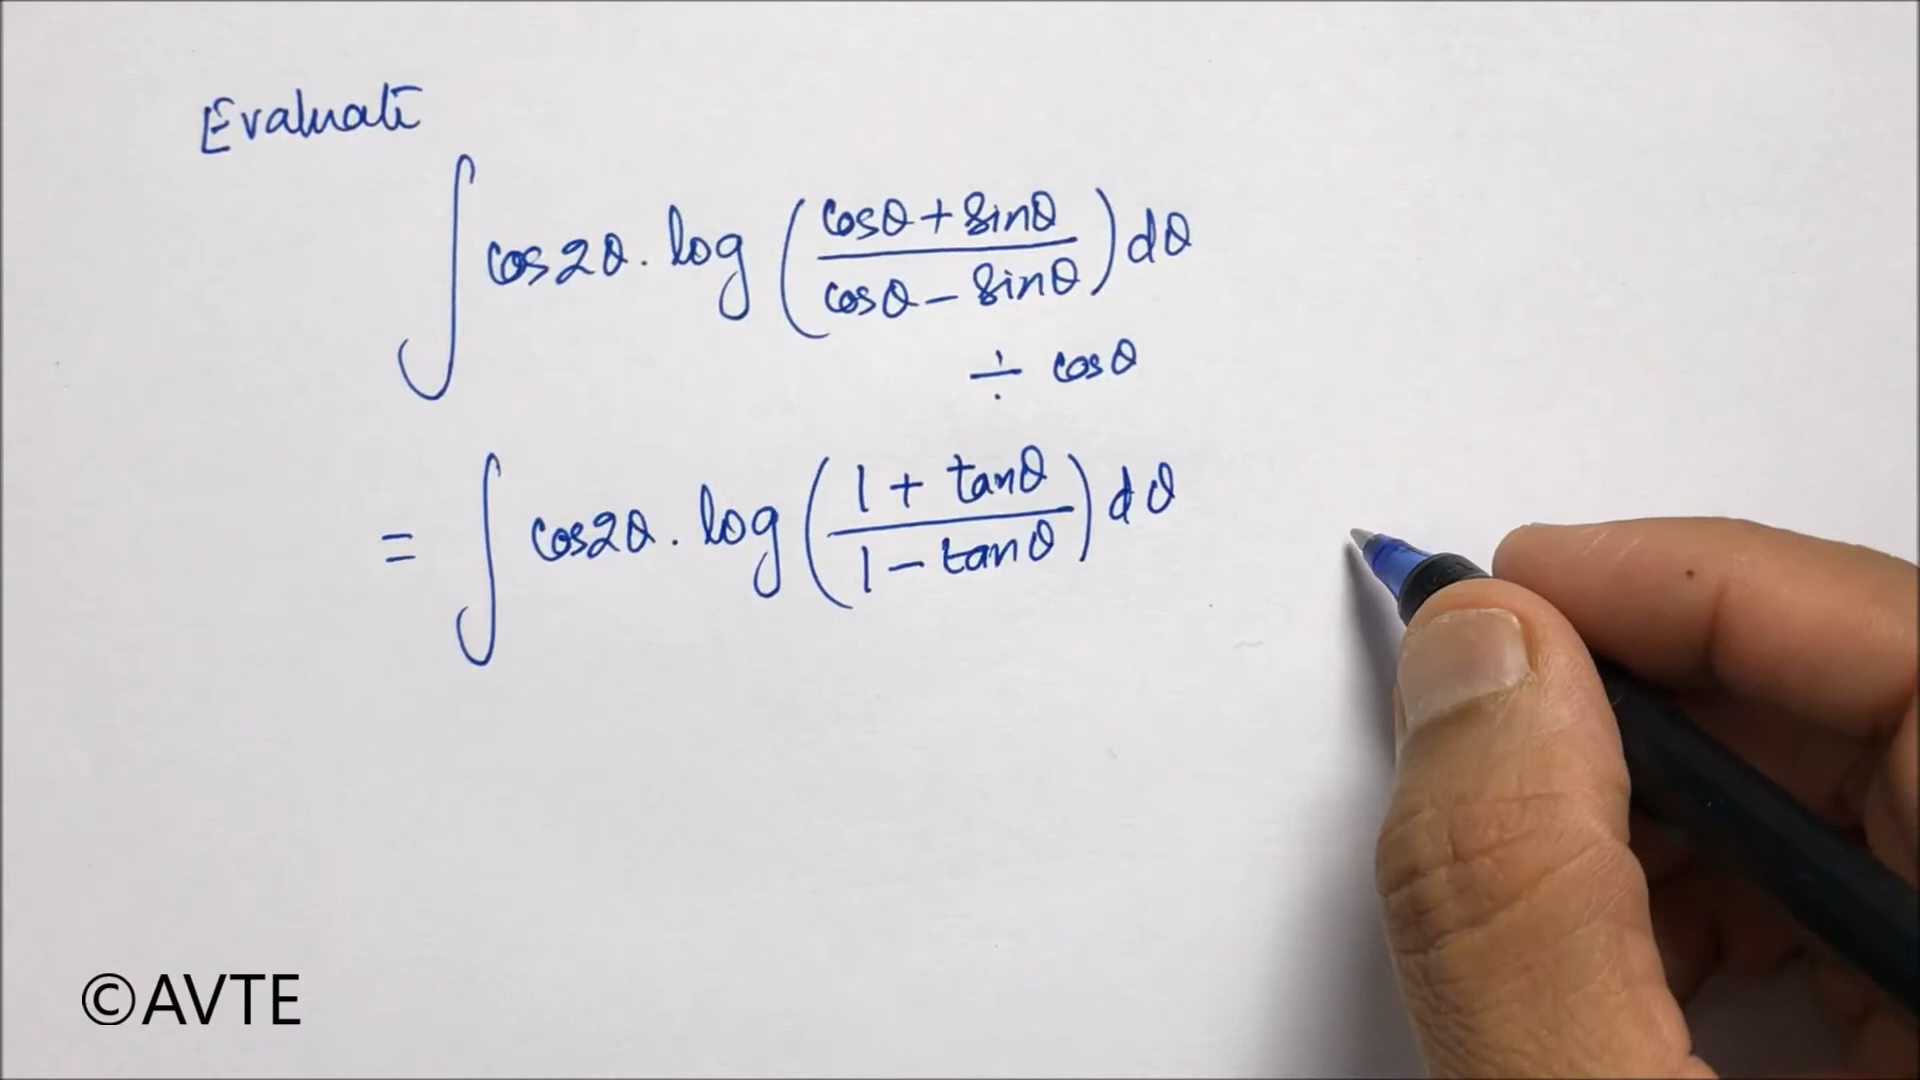 Evaluate
∫ cos2θ . log ( (cosθ + sinθ) / (cosθ − sinθ) ) dθ
÷ cosθ
= ∫ cos2θ . log ( (1 + tanθ) / (1 − tanθ) ) dθ
©AVTE